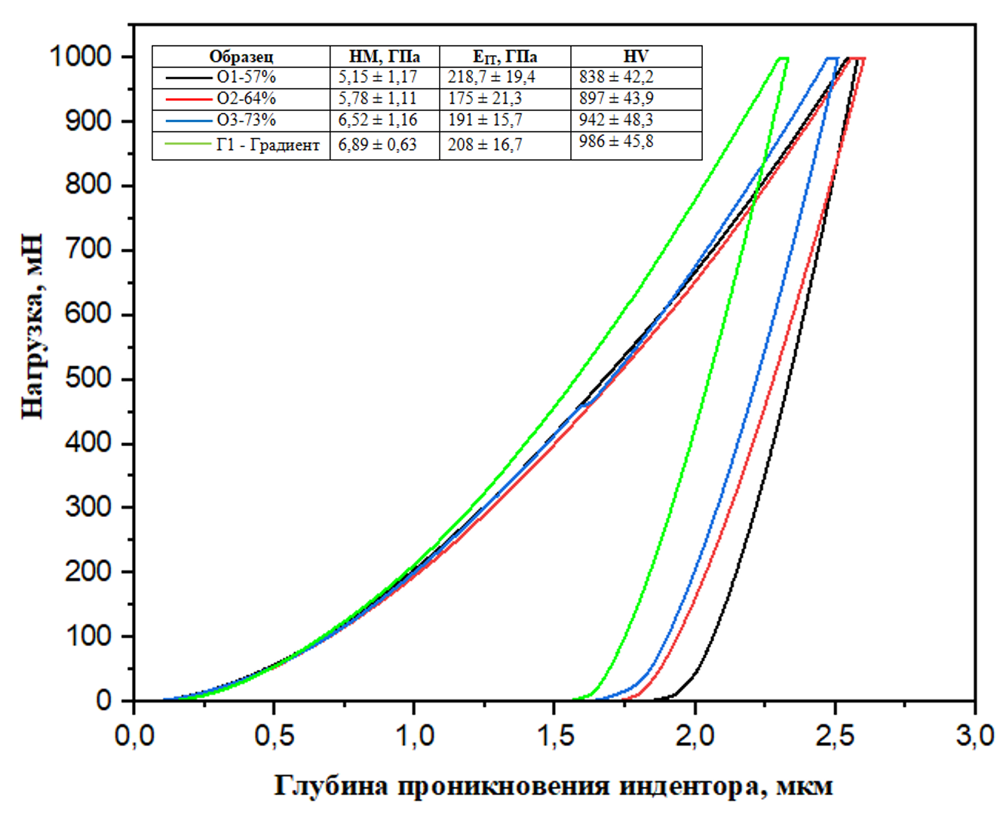 Образец HM, ГПа EIT, ГПа HV
O1-57% 5,15 ± 1,17 218,7 ± 19,4 838 ± 42,2
O2-64% 5,78 ± 1,11 175 ± 21,3 897 ± 43,9
O3-73% 6,52 ± 1,16 191 ± 15,7 942 ± 48,3
Г1 - Градиент 6,89 ± 0,63 208 ± 16,7 986 ± 45,8
1000
900
800
700
600
500
400
300
200
100
0
Нагрузка, мН
0,0 0,5 1,0 1,5 2,0 2,5 3,0
Глубина проникновения индентора, мкм